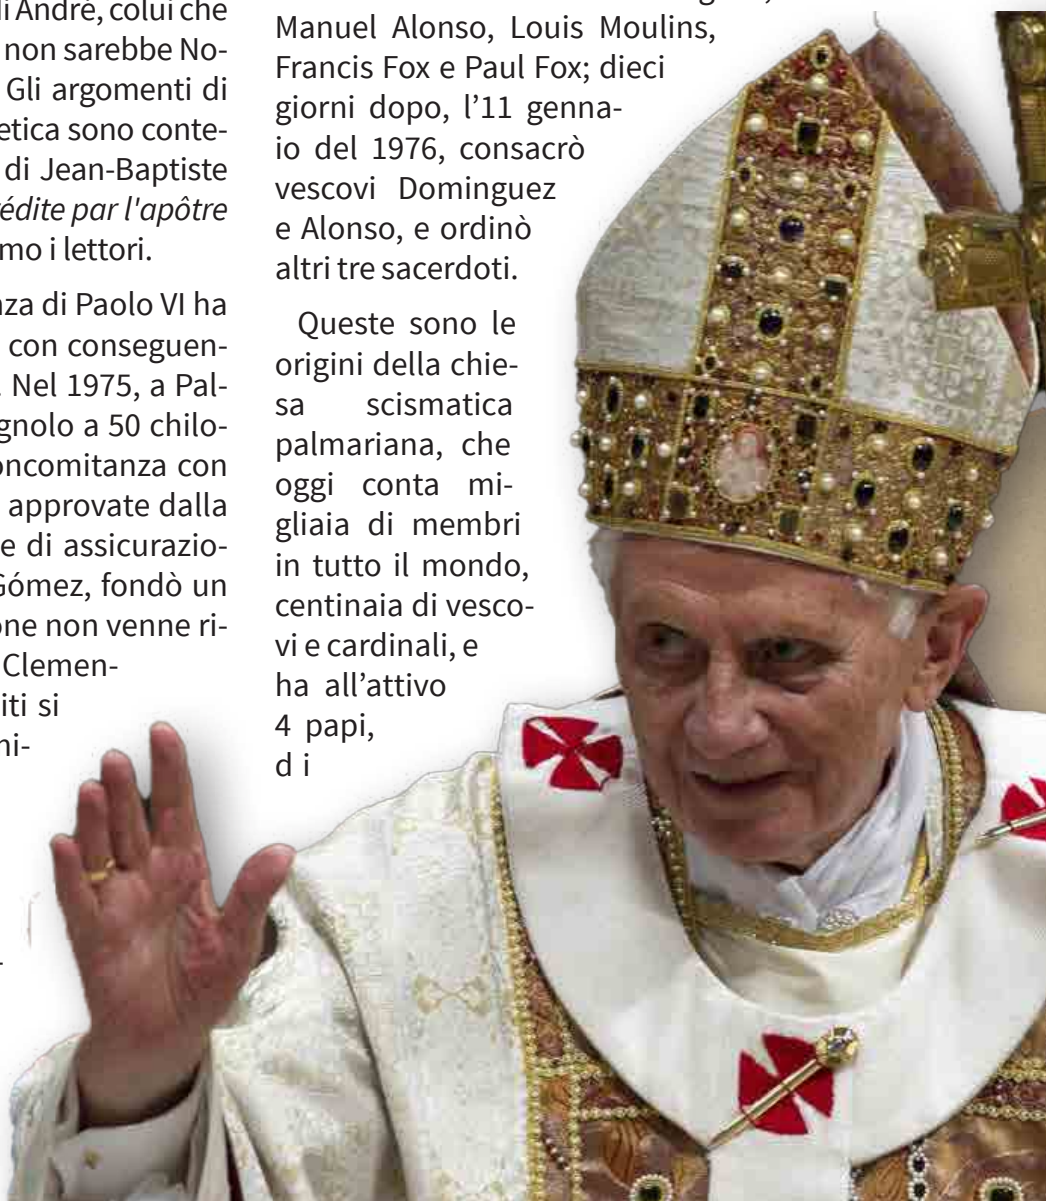 di André, colui che
non sarebbe No-
Gli argomenti di
etica sono conte-
di Jean-Baptiste
édite par l'apôtre
mo i lettori.
nza di Paolo VI ha
con conseguen-
. Nel 1975, a Pal-
gnolo a 50 chilo-
oncomitanza con
approvate dalla
e di assicurazio-
Gómez, fondò un
one non venne ri-
Clemen-
iti si
ni-
-
Manuel Alonso, Louis Moulins,
Francis Fox e Paul Fox; dieci
giorni dopo, l'11 genna-
io del 1976, consacrò
vescovi Dominguez
e Alonso, e ordinò
altri tre sacerdoti.
Queste sono le
origini della chie-
sa scismatica
palmariana, che
oggi conta mi-
gliaia di membri
in tutto il mondo,
centinaia di vesco-
vi e cardinali, e
ha all'attivo
4 papi,
d i